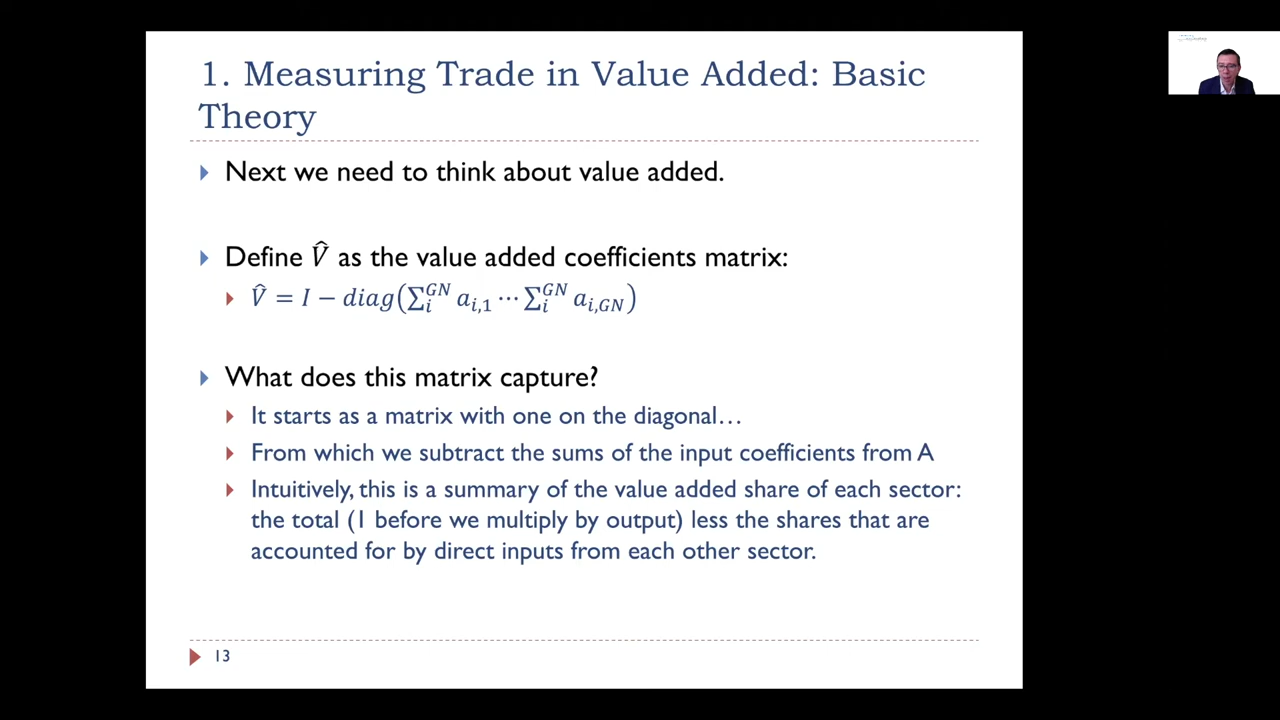 1. Measuring Trade in Value Added: Basic
Theory
Next we need to think about value added.
Define V̂ as the value added coefficients matrix:
V̂ = I − diag(∑_i^{GN} a_{i,1} ⋯ ∑_i^{GN} a_{i,GN})
What does this matrix capture?
It starts as a matrix with one on the diagonal…
From which we subtract the sums of the input coefficients from A
Intuitively, this is a summary of the value added share of each sector:
the total (1 before we multiply by output) less the shares that are
accounted for by direct inputs from each other sector.
13